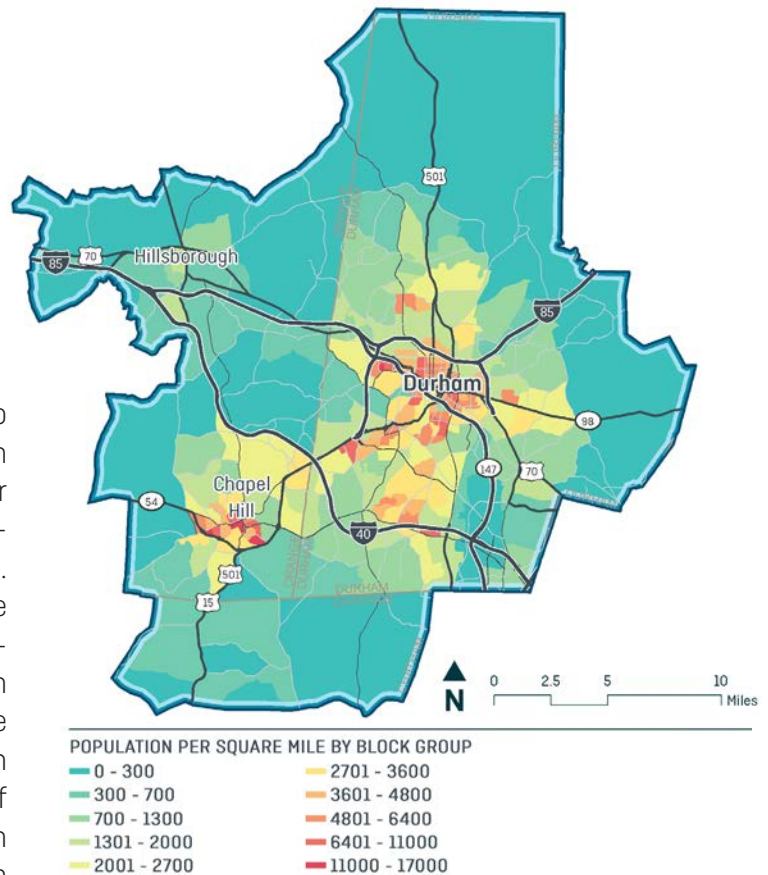 DURHAM
501
70
85
Hillsborough
85
Durham
98
147
70
Chapel
Hill
54
40
501
15
DURHAM
N
0 2.5 5 10
Miles
POPULATION PER SQUARE MILE BY BLOCK GROUP
0 - 300
300 - 700
700 - 1300
1301 - 2000
2001 - 2700
2701 - 3600
3601 - 4800
4801 - 6400
6401 - 11000
11000 - 17000